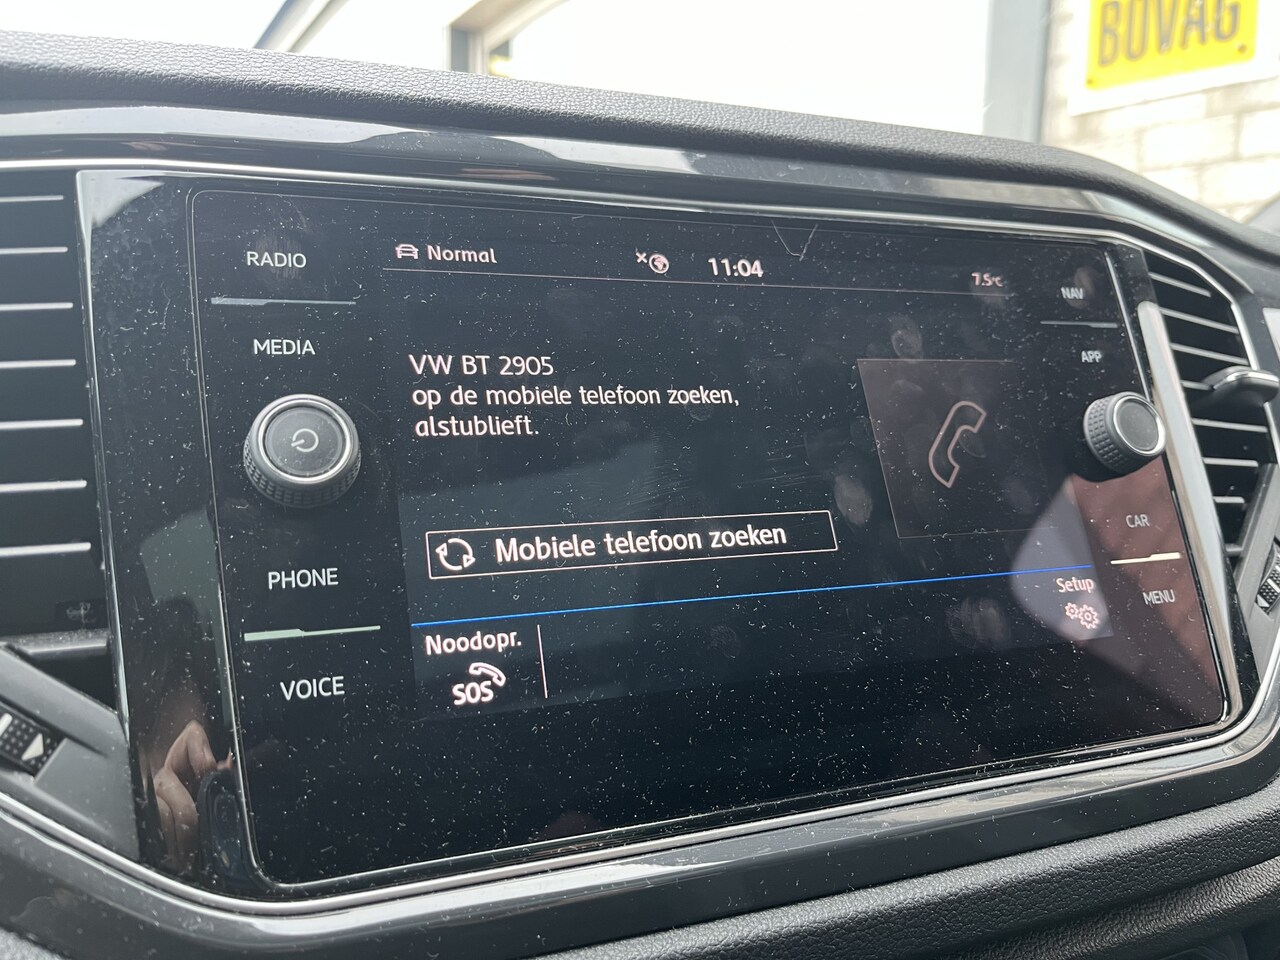 BOVAG
RADIO
MEDIA
PHONE
VOICE
Normal
11:04
7.5°C
VW BT 2905
op de mobiele telefoon zoeken,
alstublieft.
Mobiele telefoon zoeken
Noodopr.
SOS
Setup
NAV
APP
CAR
MENU